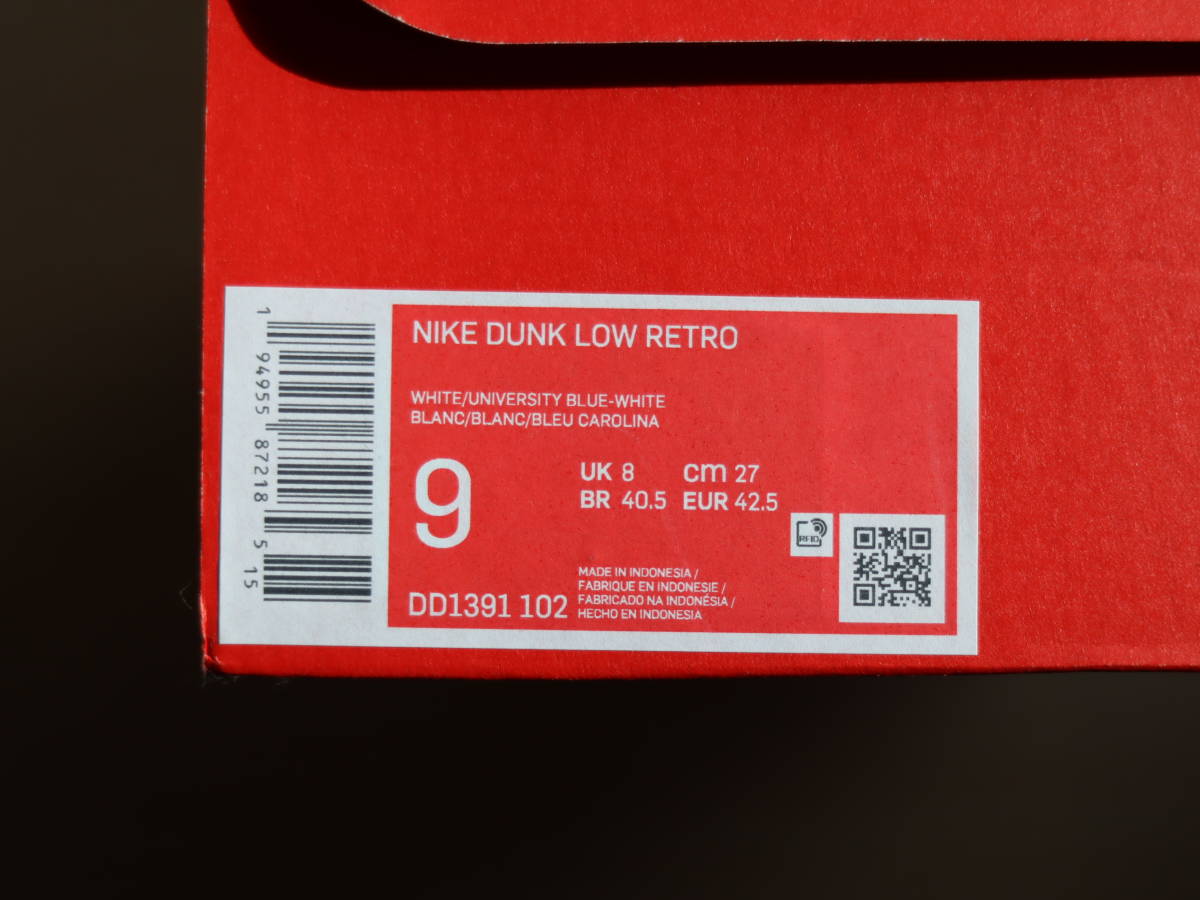 NIKE DUNK LOW RETRO
WHITE/UNIVERSITY BLUE-WHITE
BLANC/BLANC/BLEU CAROLINA
9
UK 8 cm 27
BR 40.5 EUR 42.5
RFID
MADE IN INDONESIA /
FABRIQUE EN INDONESIE /
FABRICADO NA INDONÉSIA /
HECHO EN INDONESIA
DD1391 102
1 94955 87218 5 15